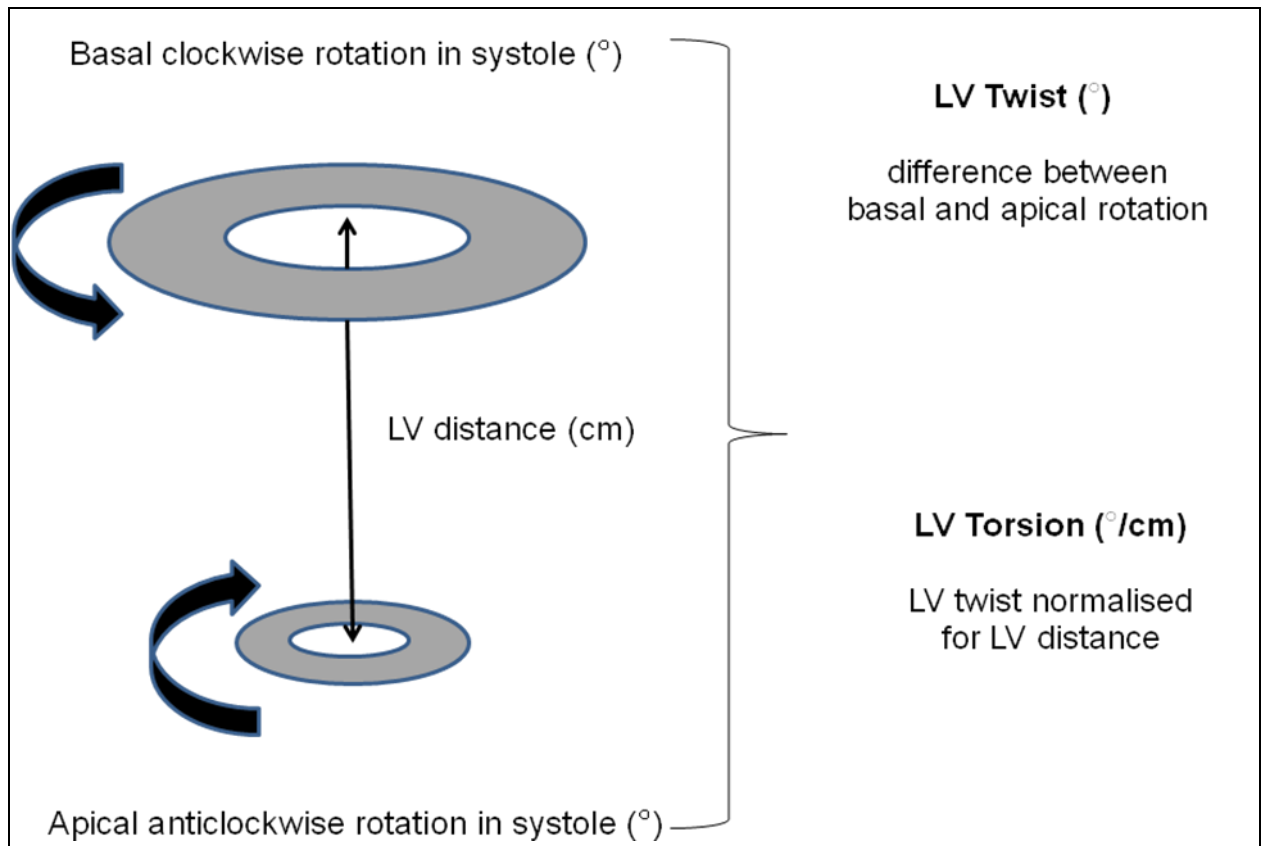 Basal clockwise rotation in systole (°)
LV Twist (°)
difference between
basal and apical rotation
LV distance (cm)
LV Torsion (°/cm)
LV twist normalised
for LV distance
Apical anticlockwise rotation in systole (°)